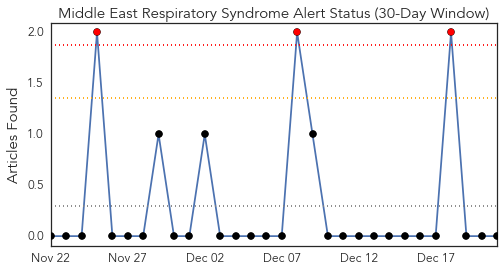 Middle East Respiratory Syndrome Alert Status (30-Day Window)
Articles Found
2.0
1.5
1.0
0.5
0.0
Nov 22 Nov 27 Dec 02 Dec 07 Dec 12 Dec 17